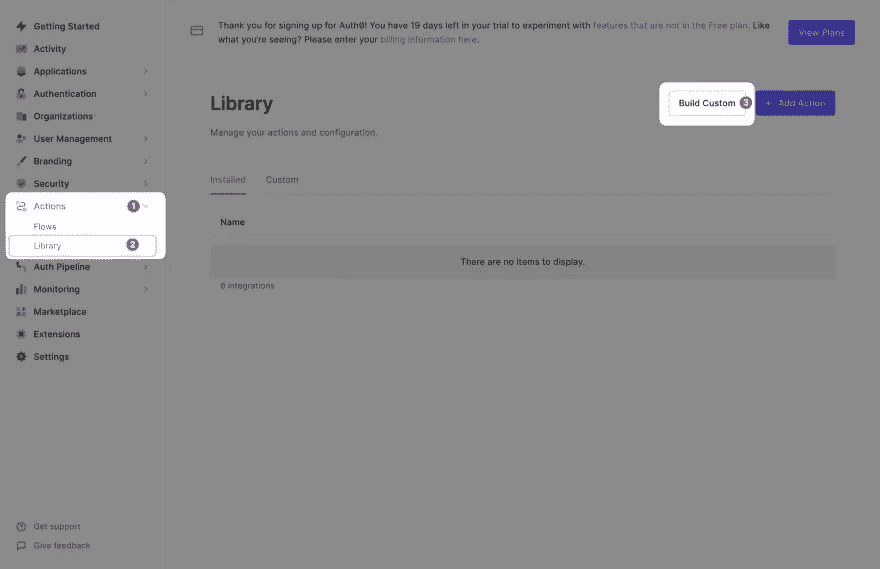 Getting Started
Activity
Applications
Authentication
Organizations
User Management
Branding
Security
Actions 1
Flows
Library 2
Auth Pipeline
Monitoring
Marketplace
Extensions
Settings
Get support
Give feedback
Thank you for signing up for Auth0! You have 19 days left in your trial to experiment with features that are not in the Free plan. Like
what you're seeing? Please enter your billing information here.
View Plans
Library
Build Custom 3
+ Add Action
Manage your actions and configuration.
Installed Custom
Name
There are no items to display.
0 integrations